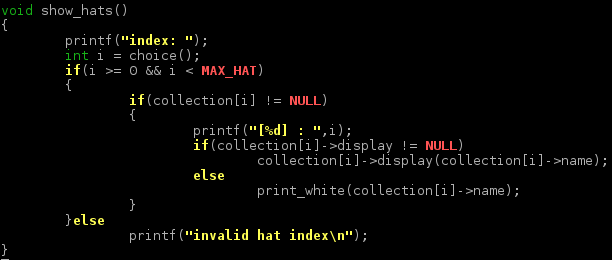 void show_hats()
{
        printf("index: ");
        int i = choice();
        if(i >= 0 && i < MAX_HAT)
        {
                if(collection[i] != NULL)
                {
                        printf("[%d] : ",i);
                        if(collection[i]->display != NULL)
                                collection[i]->display(collection[i]->name);
                        else
                                print_white(collection[i]->name);
                }
        }else
                printf("invalid hat index\n");
}